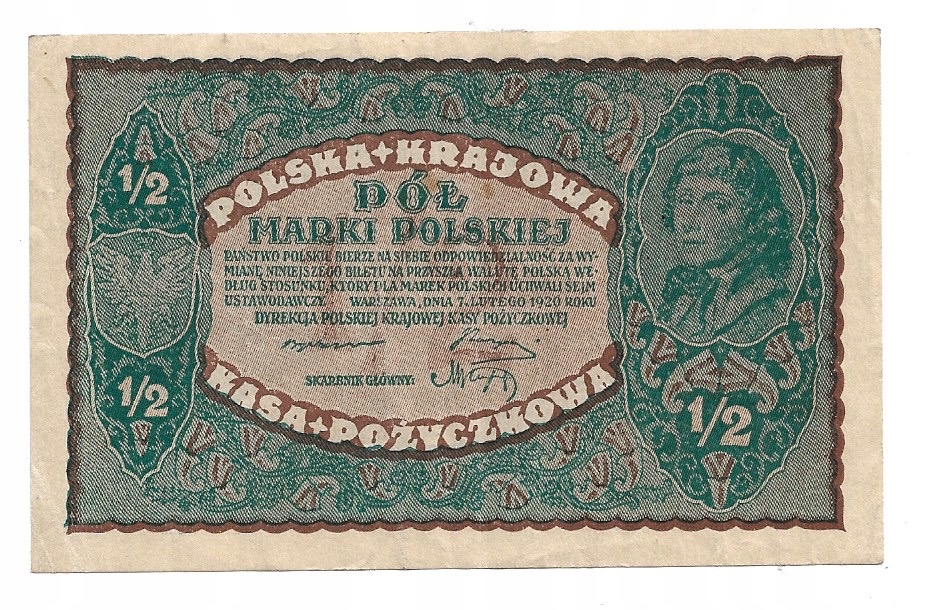 POLSKA+KRAJOWA
1/2
PÓŁ
MARKI POLSKIEJ
PAŃSTWO POLSKIE BIERZE NA SIEBIE ODPOWIEDZIALNOŚĆ ZA WY-
MIANĘ NINIEJSZEGO BILETU NA PRZYSZŁĄ WALUTĘ POLSKĄ WE-
DŁUG STOSUNKU, KTÓRY DLA MAREK POLSKICH UCHWALI SEJM
USTAWODAWCZY. WARSZAWA, DNIA 7. LUTEGO 1920 ROKU
DYREKCJA POLSKIEJ KRAJOWEJ KASY POŻYCZKOWEJ
SKARBNIK GŁÓWNY:
1/2
1/2
KASA+POŻYCZKOWA